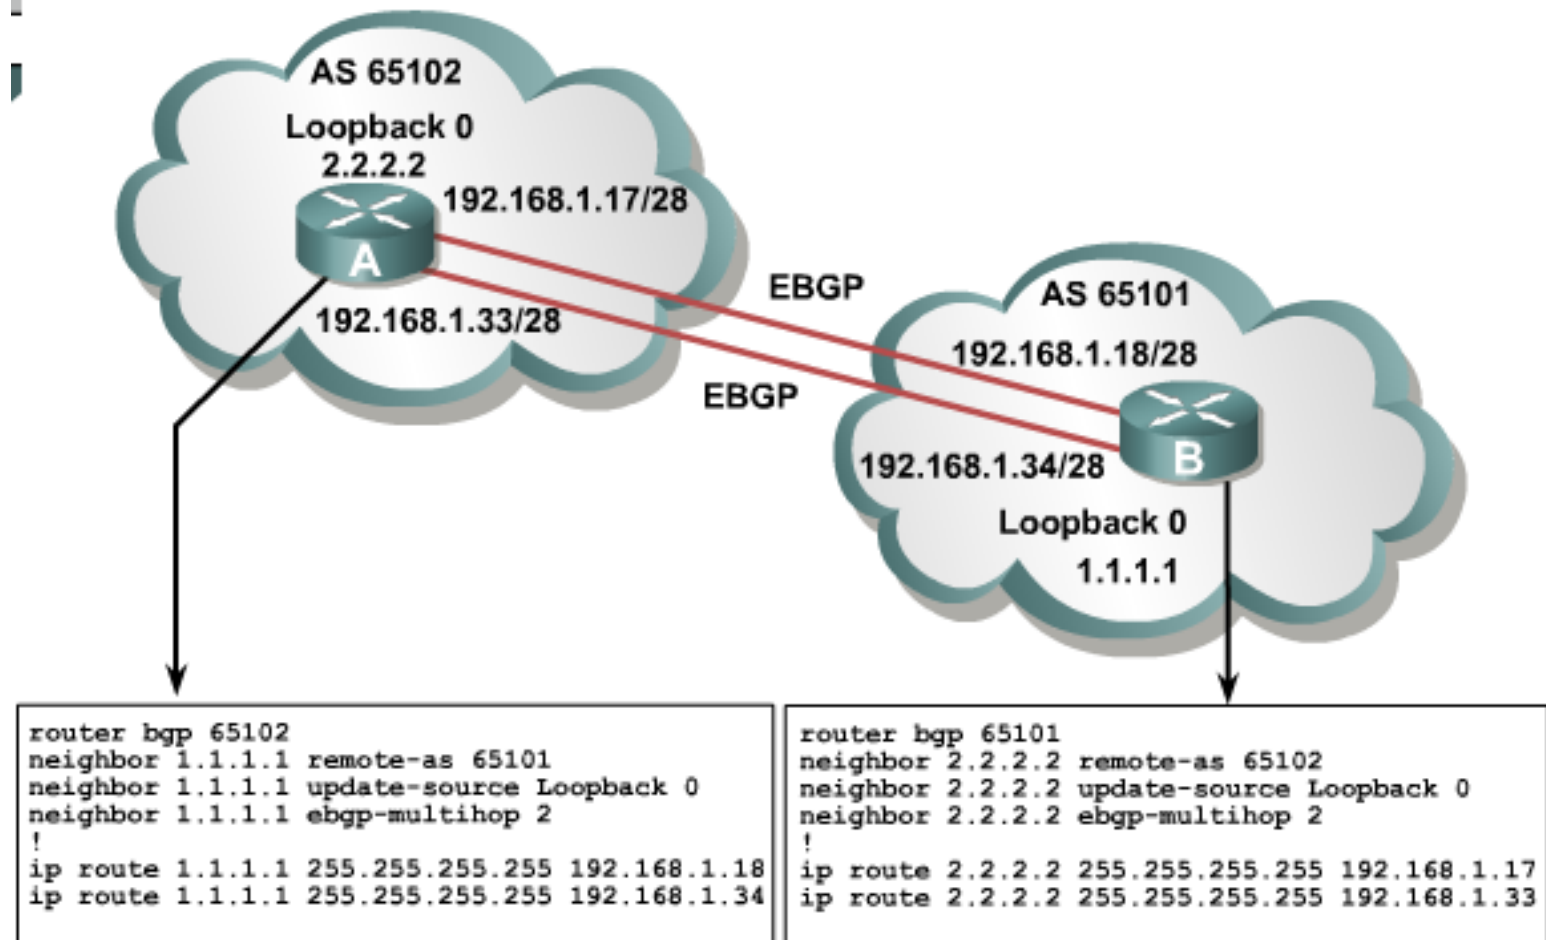 AS 65102
Loopback 0
2.2.2.2
192.168.1.17/28
A
192.168.1.33/28
EBGP
EBGP
AS 65101
192.168.1.18/28
B
192.168.1.34/28
Loopback 0
1.1.1.1
router bgp 65102
neighbor 1.1.1.1 remote-as 65101
neighbor 1.1.1.1 update-source Loopback 0
neighbor 1.1.1.1 ebgp-multihop 2
!
ip route 1.1.1.1 255.255.255.255 192.168.1.18
ip route 1.1.1.1 255.255.255.255 192.168.1.34
router bgp 65101
neighbor 2.2.2.2 remote-as 65102
neighbor 2.2.2.2 update-source Loopback 0
neighbor 2.2.2.2 ebgp-multihop 2
!
ip route 2.2.2.2 255.255.255.255 192.168.1.17
ip route 2.2.2.2 255.255.255.255 192.168.1.33